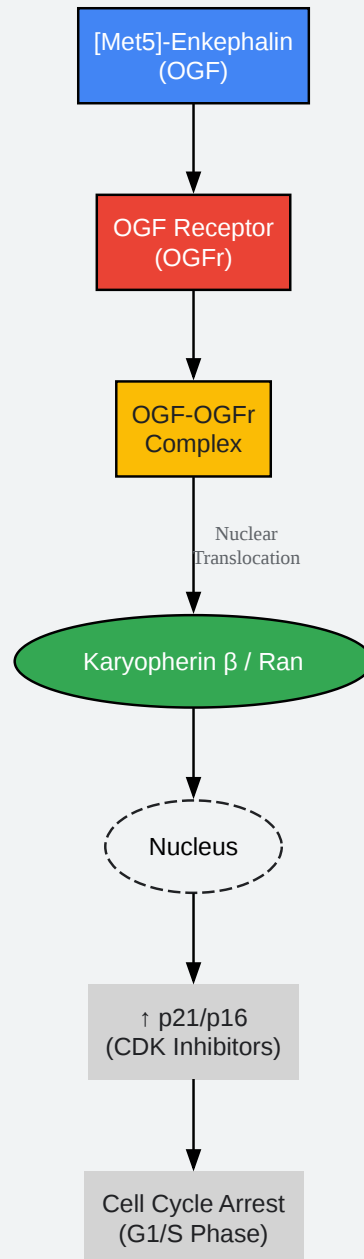 [Met5]-Enkephalin
(OGF)
OGF Receptor
(OGFr)
OGF-OGFr
Complex
Nuclear
Translocation
Karyopherin β / Ran
Nucleus
↑ p21/p16
(CDK Inhibitors)
Cell Cycle Arrest
(G1/S Phase)